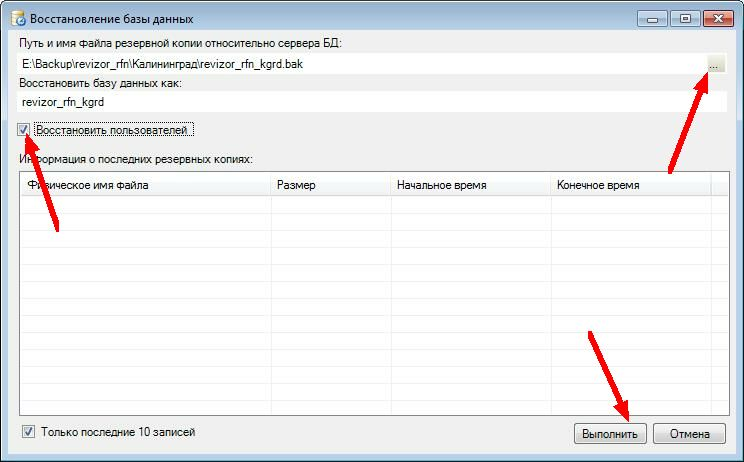 Восстановление базы данных
Путь и имя Файла резервной копии относительно сервера БД:
E:\Backup\revizor_rfn\Калининград\revizor_rfn_kgrd.bak
...
Восстановить базу данных как:
revizor_rfn_kgrd
Восстановить пользователей
Информация о последних резервных копиях:
Физическое имя файла Размер Начальное время Конечное время
Только последние 10 записей
Выполнить Отмена